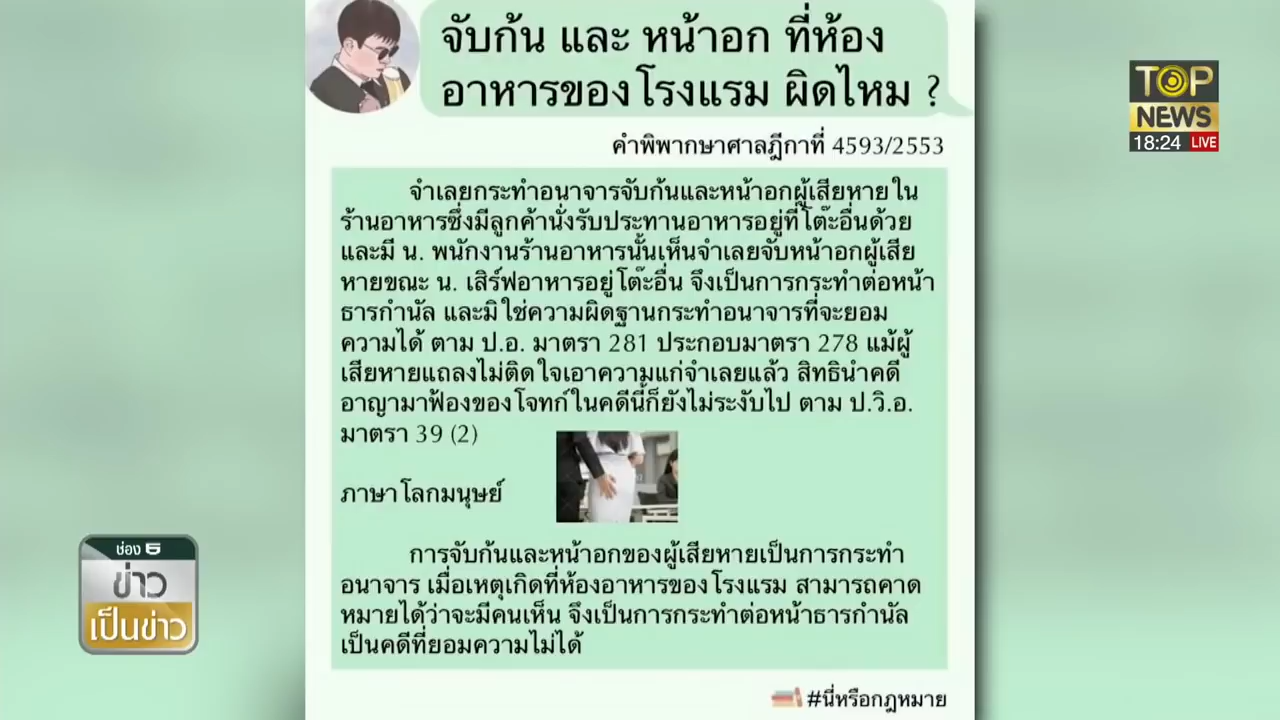 จับก้น และ หน้าอก ที่ห้อง
อาหารของโรงแรม ผิดไหม ?
คำพิพากษาศาลฎีกาที่ 4593/2553
จำเลยกระทำอนาจารจับก้นและหน้าอกผู้เสียหายใน
ร้านอาหารซึ่งมีลูกค้านั่งรับประทานอาหารอยู่ที่โต๊ะอื่นด้วย
และมี น. พนักงานร้านอาหารนั้นเห็นจำเลยจับหน้าอกผู้เสีย
หายขณะ น. เสิร์ฟอาหารอยู่โต๊ะอื่น จึงเป็นการกระทำต่อหน้า
ธารกำนัล และมิใช่ความผิดฐานกระทำอนาจารที่จะยอม
ความได้ ตาม ป.อ. มาตรา 281 ประกอบมาตรา 278 แม้ผู้
เสียหายแถลงไม่ติดใจเอาความแก่จำเลยแล้ว สิทธินำคดี
อาญามาฟ้องของโจทก์ในคดีนี้ก็ยังไม่ระงับไป ตาม ป.วิ.อ.
มาตรา 39 (2)
ภาษาโลกมนุษย์
การจับก้นและหน้าอกของผู้เสียหายเป็นการกระทำ
อนาจาร เมื่อเหตุเกิดที่ห้องอาหารของโรงแรม สามารถคาด
หมายได้ว่าจะมีคนเห็น จึงเป็นการกระทำต่อหน้าธารกำนัล
เป็นคดีที่ยอมความไม่ได้
#นี่หรือกฎหมาย
TOP
NEWS
18:24 LIVE
ช่อง 5
ข่าว
เป็นข่าว